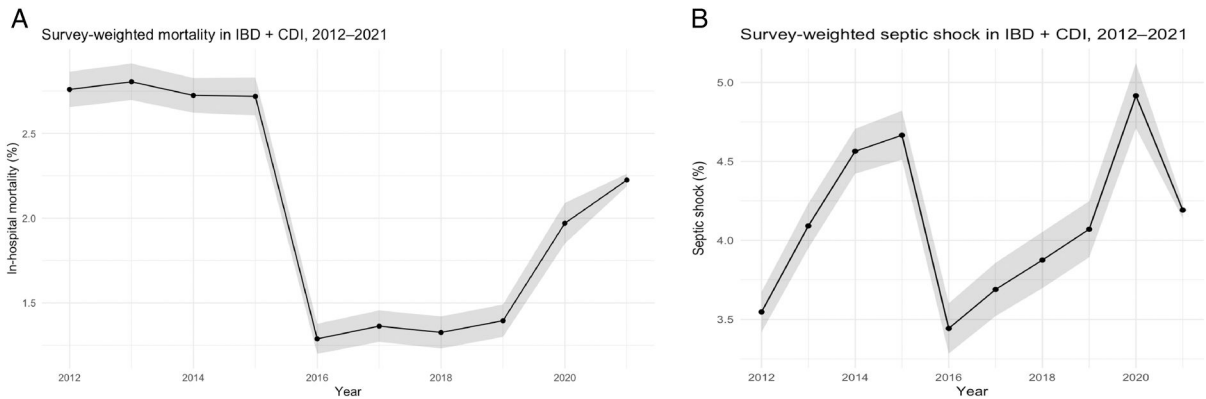 A
Survey-weighted mortality in IBD + CDI, 2012–2021
In-hospital mortality (%)
2.5
2.0
1.5
2012
2014
2016
2018
2020
Year
B
Survey-weighted septic shock in IBD + CDI, 2012–2021
Septic shock (%)
5.0
4.5
4.0
3.5
2012
2014
2016
2018
2020
Year